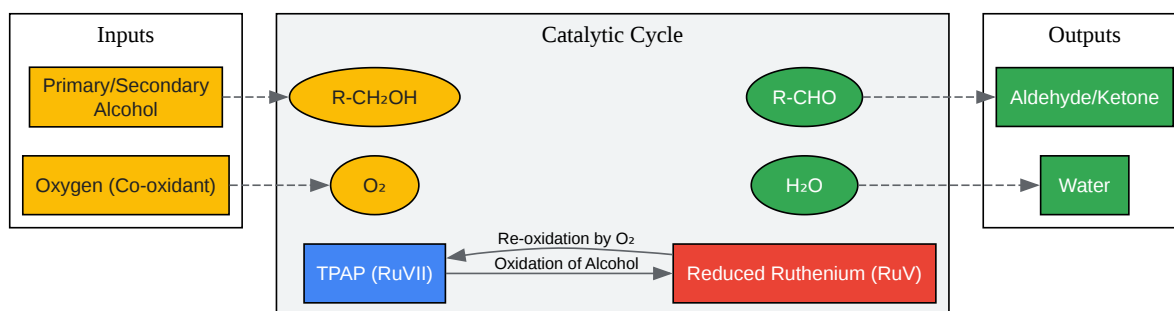 Inputs
Catalytic Cycle
Outputs
Primary/Secondary
Alcohol
R-CH₂OH
R-CHO
Aldehyde/Ketone
Oxygen (Co-oxidant)
O₂
H₂O
Water
Re-oxidation by O₂
TPAP (RuVII)
Oxidation of Alcohol
Reduced Ruthenium (RuV)